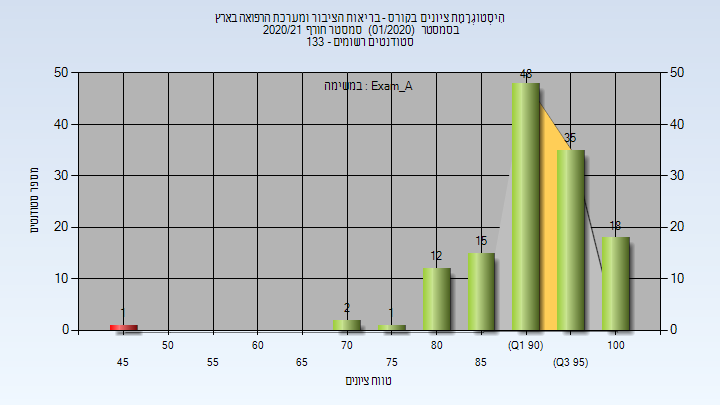 הִיסְטוֹגְרָמַת ציונים בקורס - בריאות הציבור ומערכת הרפואה בארץ
בסמסטר (01/2020) סמסטר חורף 2020/21
סטודנטים רשומים - 133
במשימה : Exam_A
50 50
40 40
30 30
20 20
10 10
0 0
1 2 1 12 15 48 35 18
מספר סטודנטים
50 60 70 80 (Q1 90) 100
45 55 65 75 85 (Q3 95)
טווח ציונים